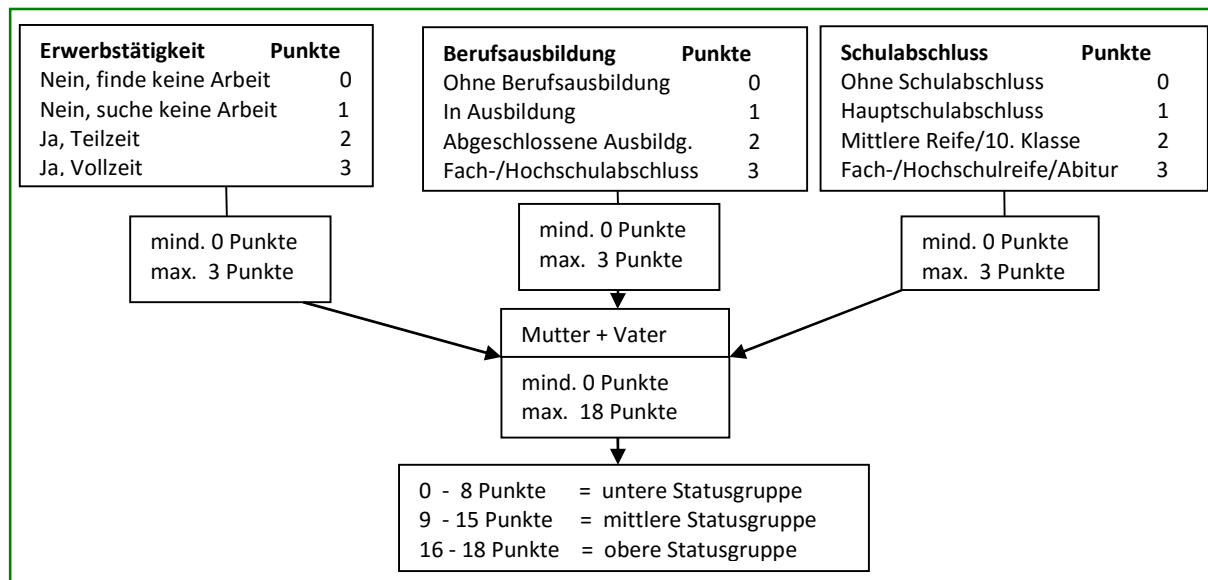 Erwerbstätigkeit Punkte
Nein, finde keine Arbeit 0
Nein, suche keine Arbeit 1
Ja, Teilzeit 2
Ja, Vollzeit 3
mind. 0 Punkte
max. 3 Punkte
Berufsausbildung Punkte
Ohne Berufsausbildung 0
In Ausbildung 1
Abgeschlossene Ausbildg. 2
Fach-/Hochschulabschluss 3
mind. 0 Punkte
max. 3 Punkte
Schulabschluss Punkte
Ohne Schulabschluss 0
Hauptschulabschluss 1
Mittlere Reife/10. Klasse 2
Fach-/Hochschulreife/Abitur 3
mind. 0 Punkte
max. 3 Punkte
Mutter + Vater
mind. 0 Punkte
max. 18 Punkte
0 - 8 Punkte = untere Statusgruppe
9 - 15 Punkte = mittlere Statusgruppe
16 - 18 Punkte = obere Statusgruppe